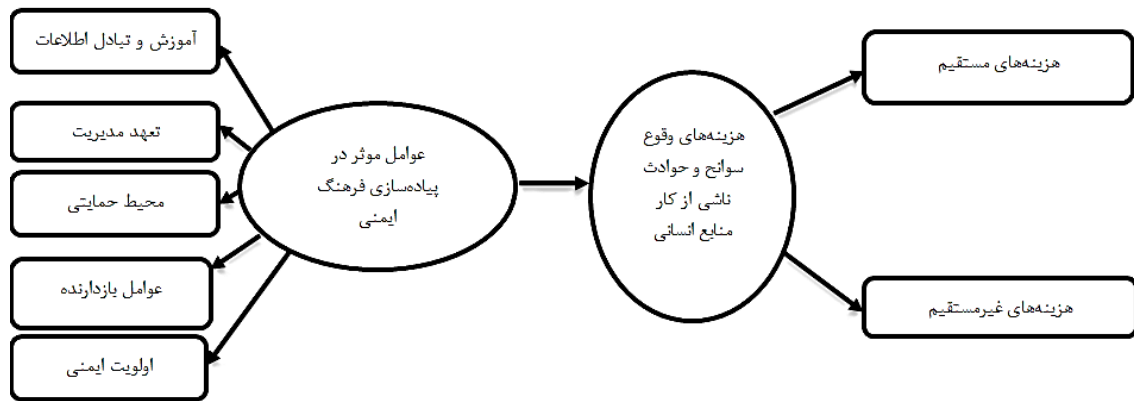 آموزش و تبادل اطلاعات
تعهد مدیریت
محیط حمایتی
عوامل بازدارنده
اولویت ایمنی
عوامل موثر در
پیاده‌سازی فرهنگ
ایمنی
هزینه‌های وقوع
سوانح و حوادث
ناشی از کار
منابع انسانی
هزینه‌های مستقیم
هزینه‌های غیرمستقیم